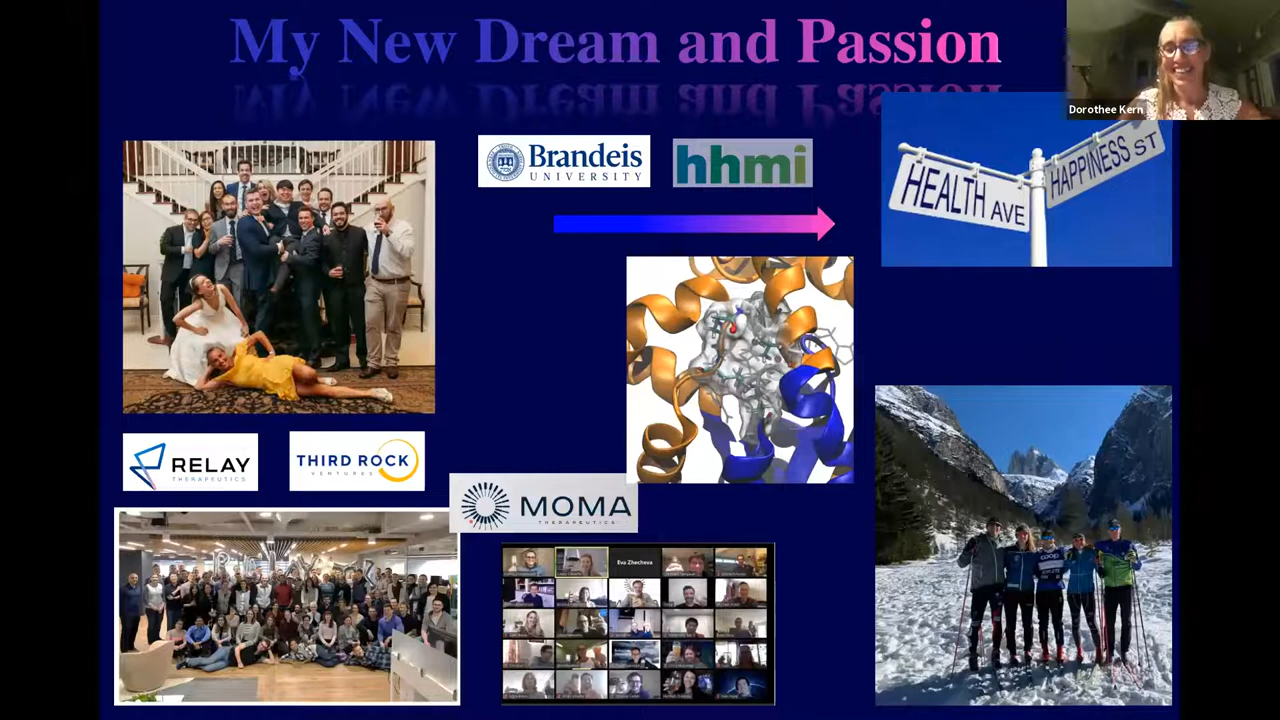 My New Dream and Passion
Dorothee Kern
Brandeis
UNIVERSITY
hhmi
HEALTH AVE
HAPPINESS ST
RELAY
THERAPEUTICS
THIRD ROCK
VENTURES
MOMA
THERAPEUTICS
Eva Zhecheva
coop